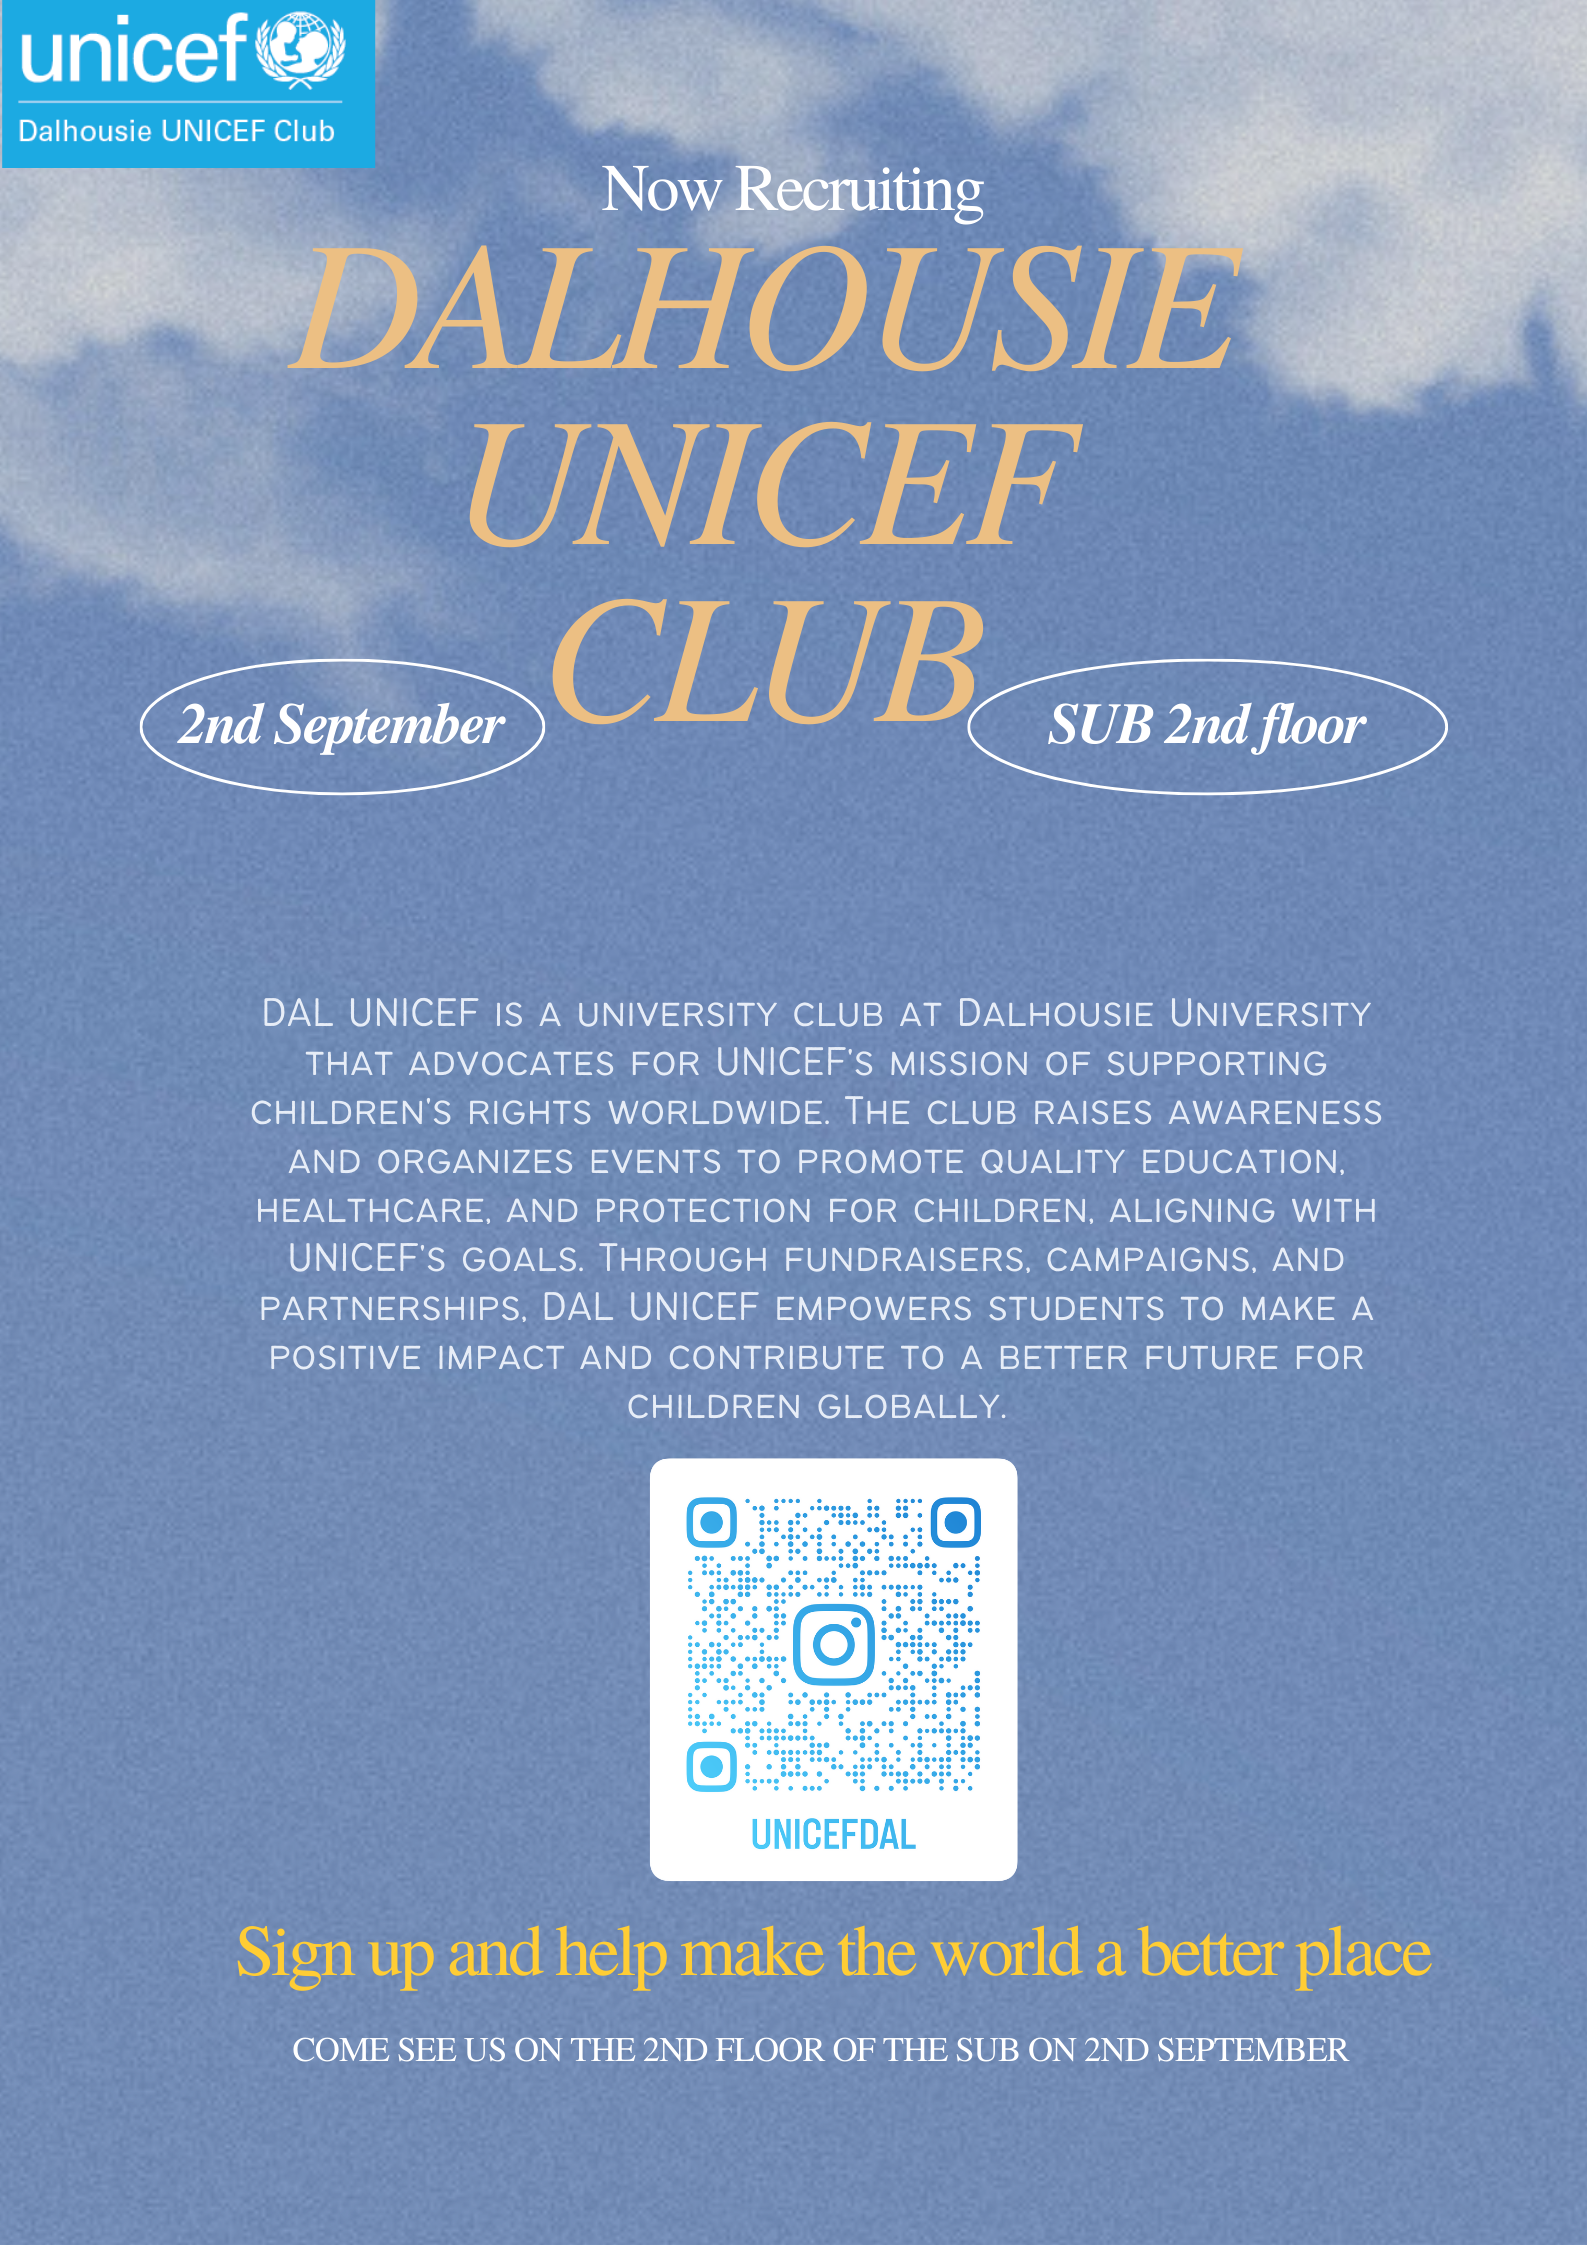 unicef
Dalhousie UNICEF Club
Now Recruiting
DALHOUSIE
UNICEF
CLUB
2nd September
SUB 2nd floor
DAL UNICEF IS A UNIVERSITY CLUB AT DALHOUSIE UNIVERSITY
THAT ADVOCATES FOR UNICEF'S MISSION OF SUPPORTING
CHILDREN'S RIGHTS WORLDWIDE. THE CLUB RAISES AWARENESS
AND ORGANIZES EVENTS TO PROMOTE QUALITY EDUCATION,
HEALTHCARE, AND PROTECTION FOR CHILDREN, ALIGNING WITH
UNICEF'S GOALS. THROUGH FUNDRAISERS, CAMPAIGNS, AND
PARTNERSHIPS, DAL UNICEF EMPOWERS STUDENTS TO MAKE A
POSITIVE IMPACT AND CONTRIBUTE TO A BETTER FUTURE FOR
CHILDREN GLOBALLY.
UNICEFDAL
Sign up and help make the world a better place
COME SEE US ON THE 2ND FLOOR OF THE SUB ON 2ND SEPTEMBER